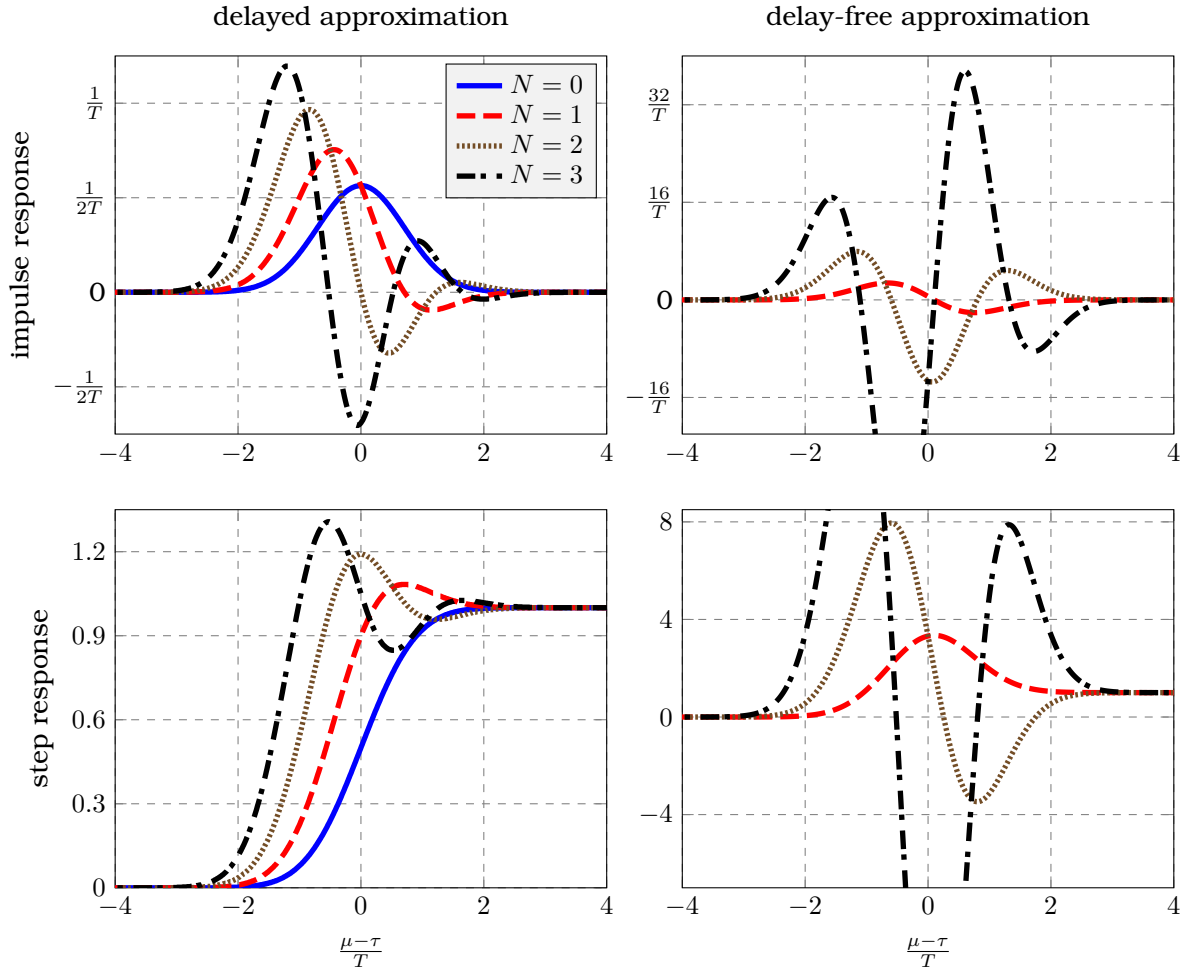 delayed approximation
delay-free approximation
impulse response
1/T
1/2T
0
−1/2T
−4 −2 0 2 4
N = 0
N = 1
N = 2
N = 3
32/T
16/T
0
−16/T
−4 −2 0 2 4
step response
1.2
0.9
0.6
0.3
0
−4 −2 0 2 4
μ−τ/T
8
4
0
−4
−4 −2 0 2 4
μ−τ/T